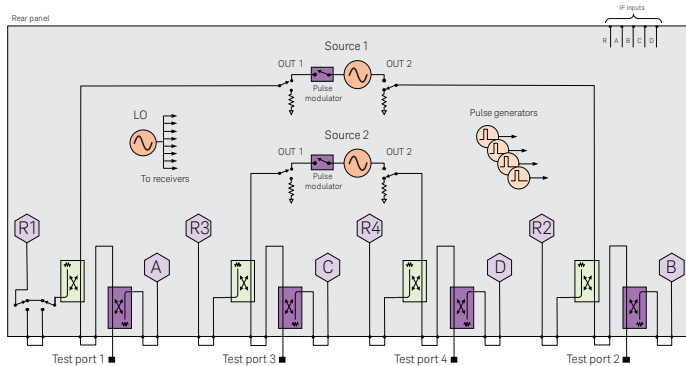 IF inputs
Rear panel
R A B C D
Source 1
OUT 1
OUT 2
Pulse
modulator
LO
To receivers
Pulse generators
Source 2
OUT 1
OUT 2
Pulse
modulator
R1
R3
R4
R2
A
C
D
B
Test port 1
Test port 3
Test port 4
Test port 2